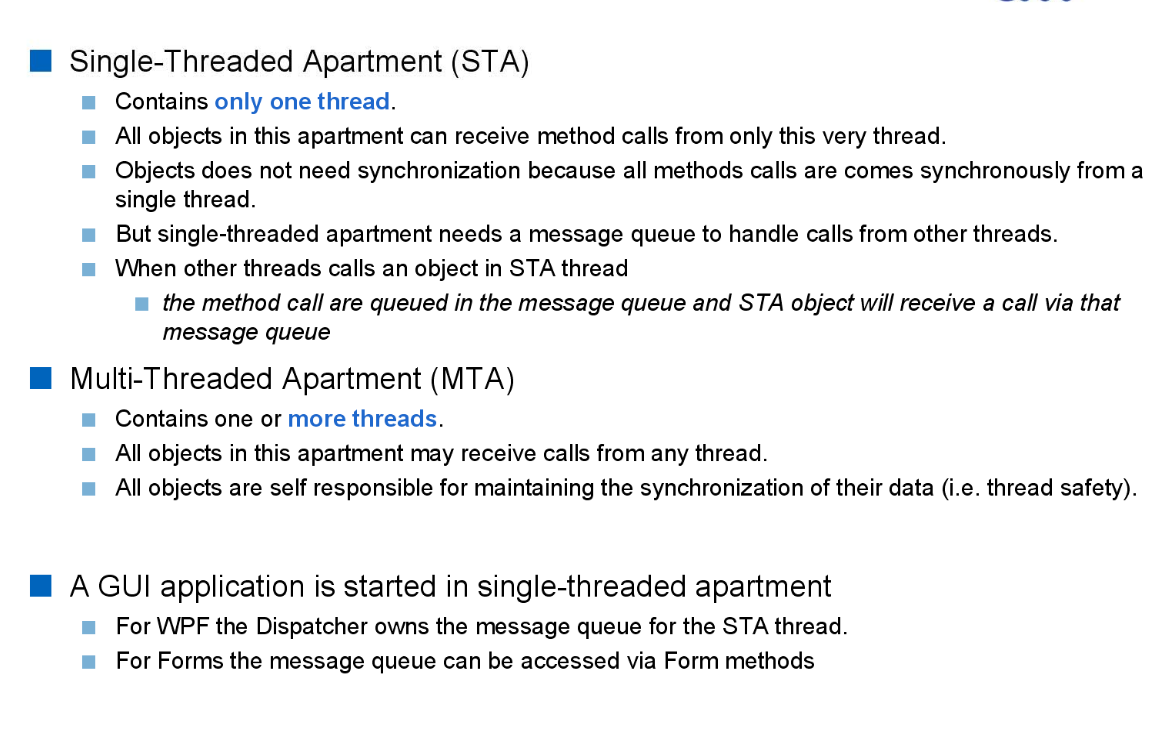 Single-Threaded Apartment (STA)
Contains only one thread.
All objects in this apartment can receive method calls from only this very thread.
Objects does not need synchronization because all methods calls are comes synchronously from a
single thread.
But single-threaded apartment needs a message queue to handle calls from other threads.
When other threads calls an object in STA thread
the method call are queued in the message queue and STA object will receive a call via that
message queue
Multi-Threaded Apartment (MTA)
Contains one or more threads.
All objects in this apartment may receive calls from any thread.
All objects are self responsible for maintaining the synchronization of their data (i.e. thread safety).
A GUI application is started in single-threaded apartment
For WPF the Dispatcher owns the message queue for the STA thread.
For Forms the message queue can be accessed via Form methods